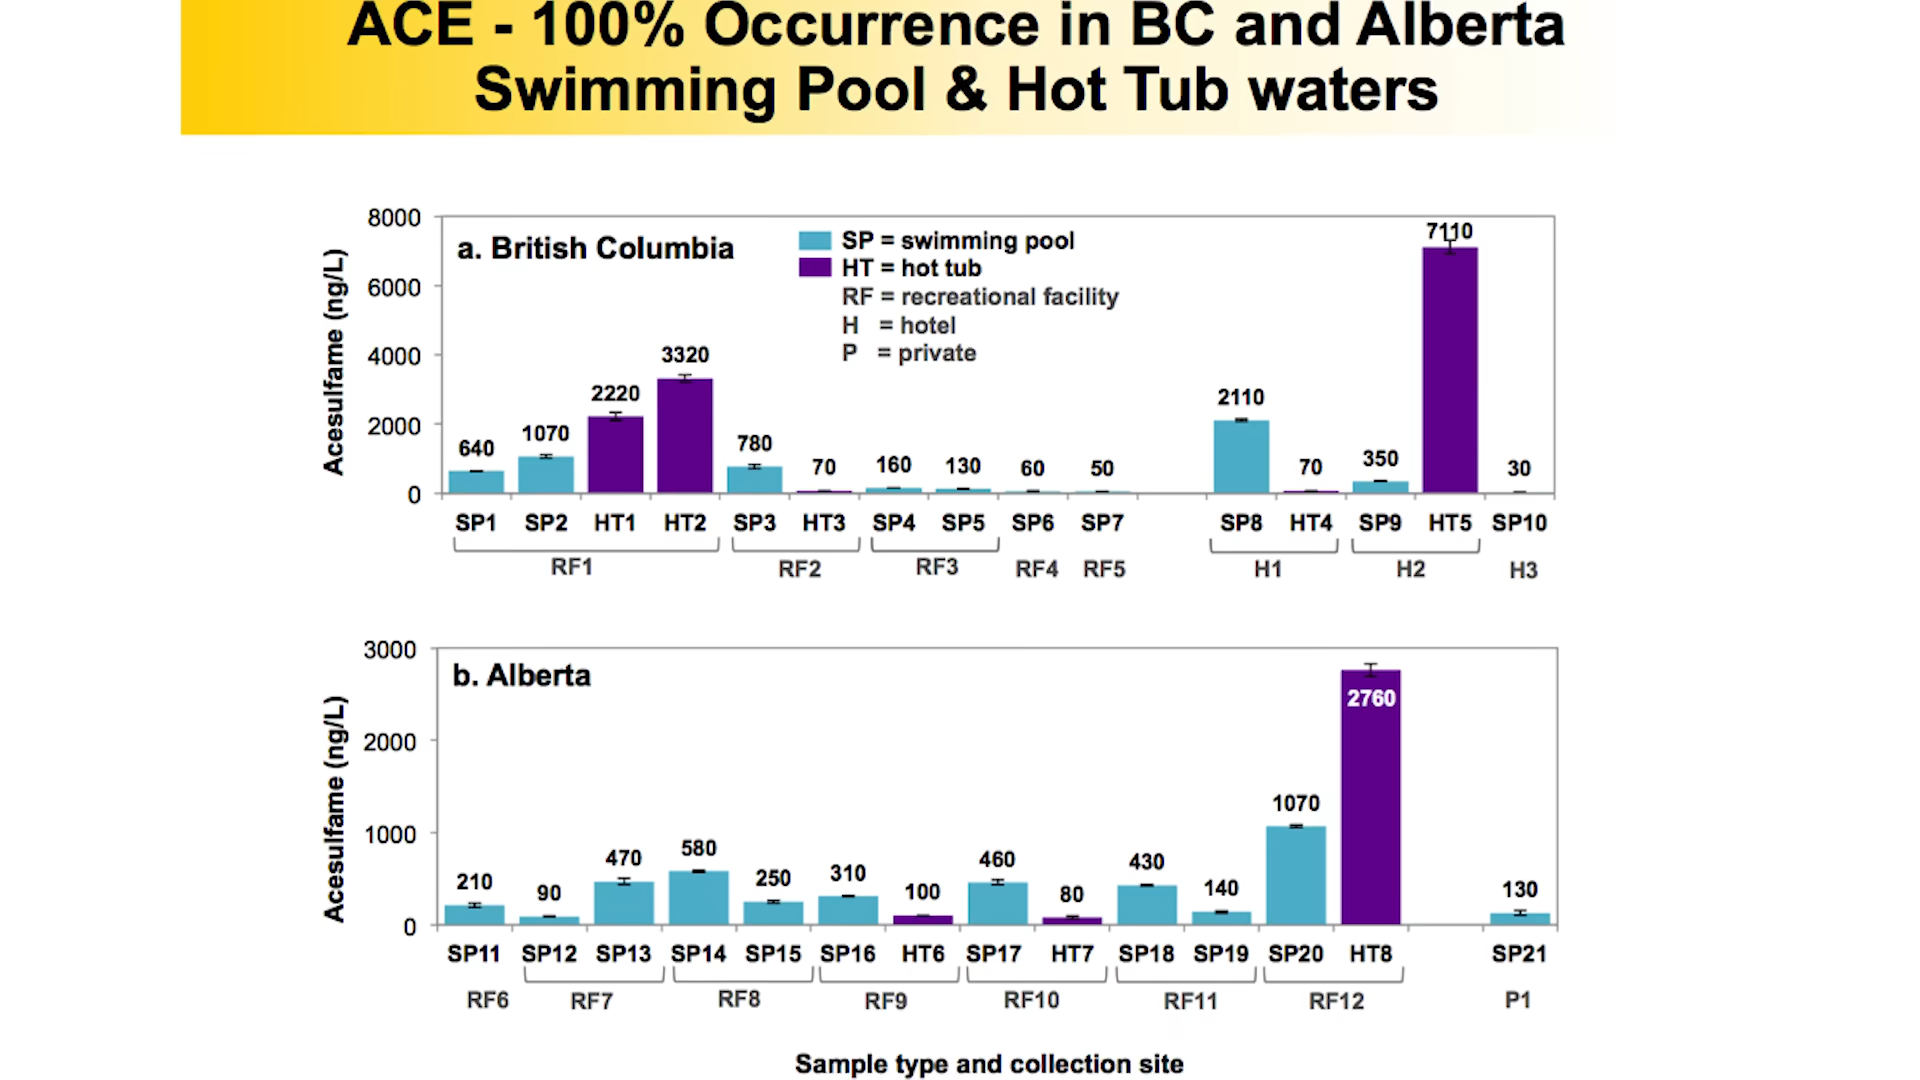 ACE - 100% Occurrence in BC and Alberta
Swimming Pool & Hot Tub waters
a. British Columbia
SP = swimming pool
HT = hot tub
RF = recreational facility
H = hotel
P = private
Acesulfame (ng/L)
8000
6000
4000
2000
0
640 1070 2220 3320 780 70 160 130 60 50 2110 70 350 7110 30
SP1 SP2 HT1 HT2 SP3 HT3 SP4 SP5 SP6 SP7 SP8 HT4 SP9 HT5 SP10
RF1 RF2 RF3 RF4 RF5 H1 H2 H3
b. Alberta
Acesulfame (ng/L)
3000
2000
1000
0
210 90 470 580 250 310 100 460 80 430 140 1070 2760 130
SP11 SP12 SP13 SP14 SP15 SP16 HT6 SP17 HT7 SP18 SP19 SP20 HT8 SP21
RF6 RF7 RF8 RF9 RF10 RF11 RF12 P1
Sample type and collection site